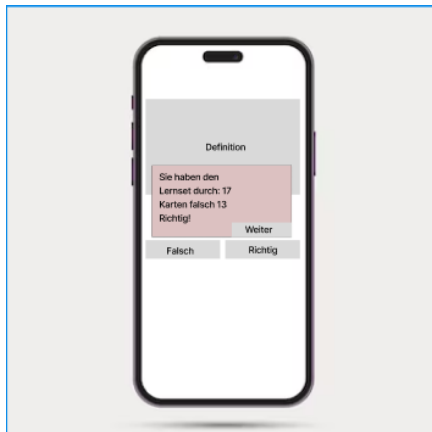 Definition
Sie haben den
Lernset durch: 17
Karten falsch 13
Richtig!
Weiter
Falsch
Richtig